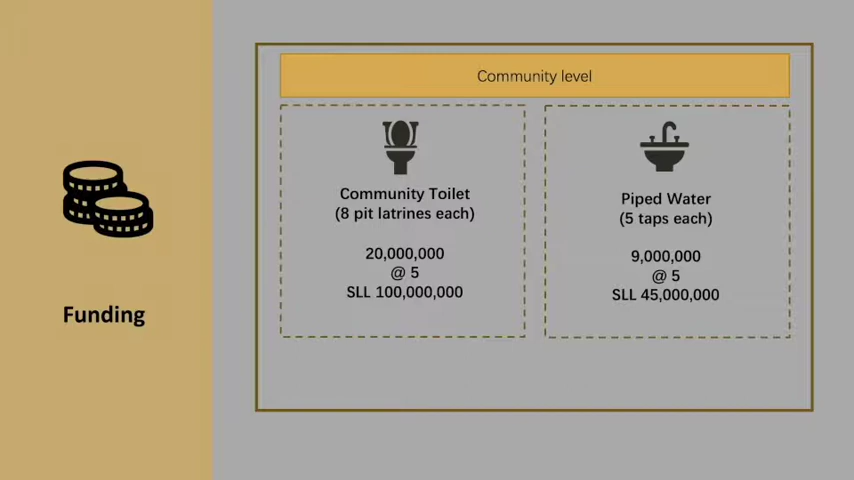 Funding
Community level
Community Toilet
(8 pit latrines each)
20,000,000
@ 5
SLL 100,000,000
Piped Water
(5 taps each)
9,000,000
@ 5
SLL 45,000,000